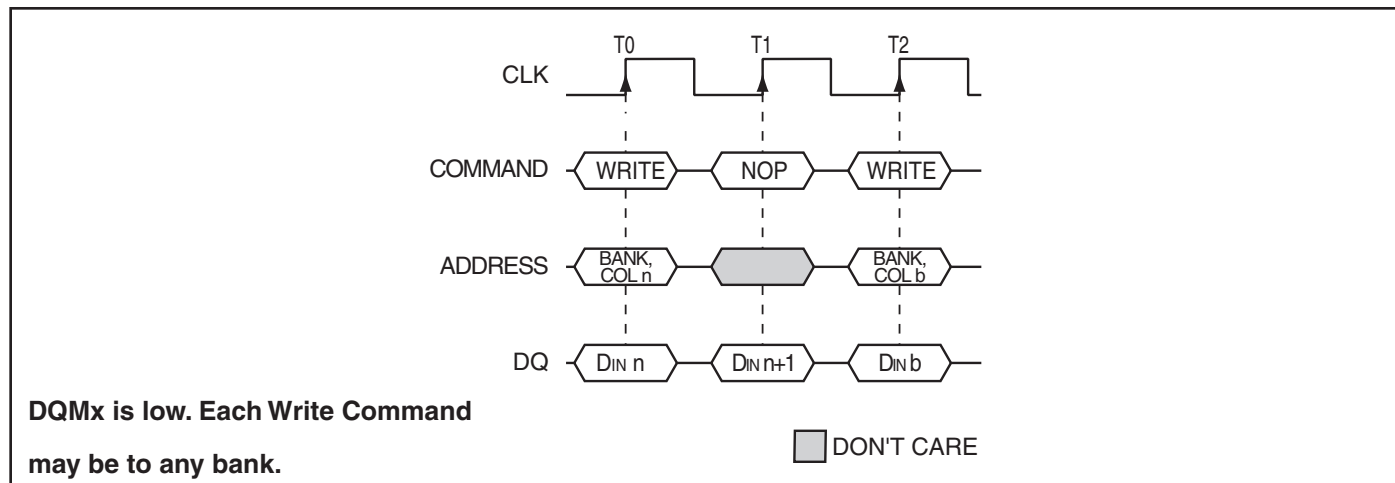 T0 T1 T2
CLK
COMMAND WRITE NOP WRITE
ADDRESS BANK, COL n BANK, COL b
DQ DIN n DIN n+1 DIN b
DQMx is low. Each Write Command
may be to any bank.
DON'T CARE